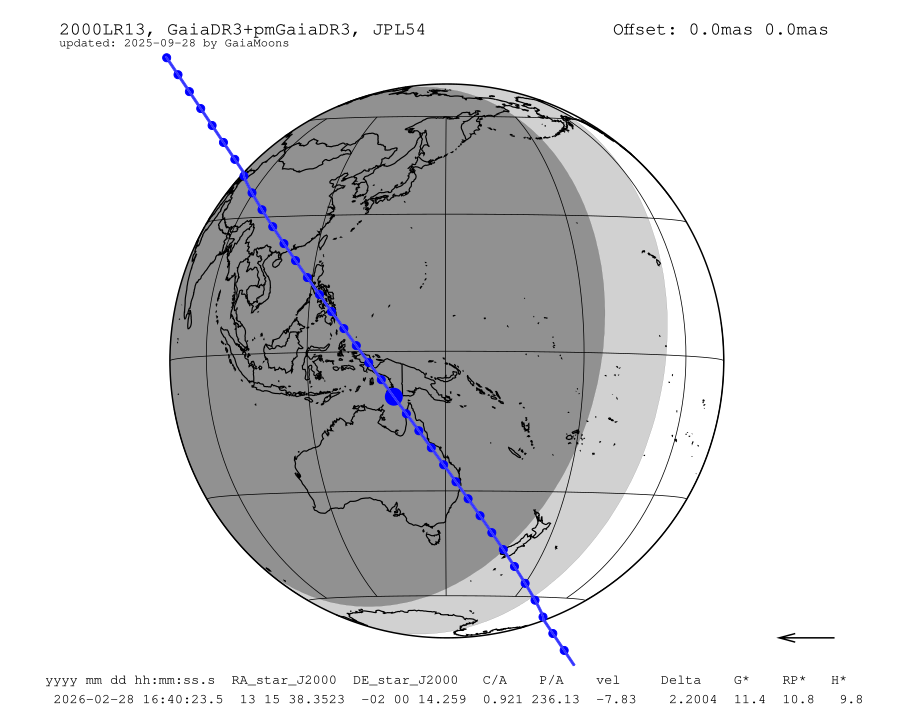 2000LR13, GaiaDR3+pmGaiaDR3, JPL54 Offset: 0.0mas 0.0mas
updated: 2025-09-28 by GaiaMoons
yyyy mm dd hh:mm:ss.s RA_star_J2000 DE_star_J2000 C/A P/A vel Delta G* RP* H*
2026-02-28 16:40:23.5 13 15 38.3523 -02 00 14.259 0.921 236.13 -7.83 2.2004 11.4 10.8 9.8